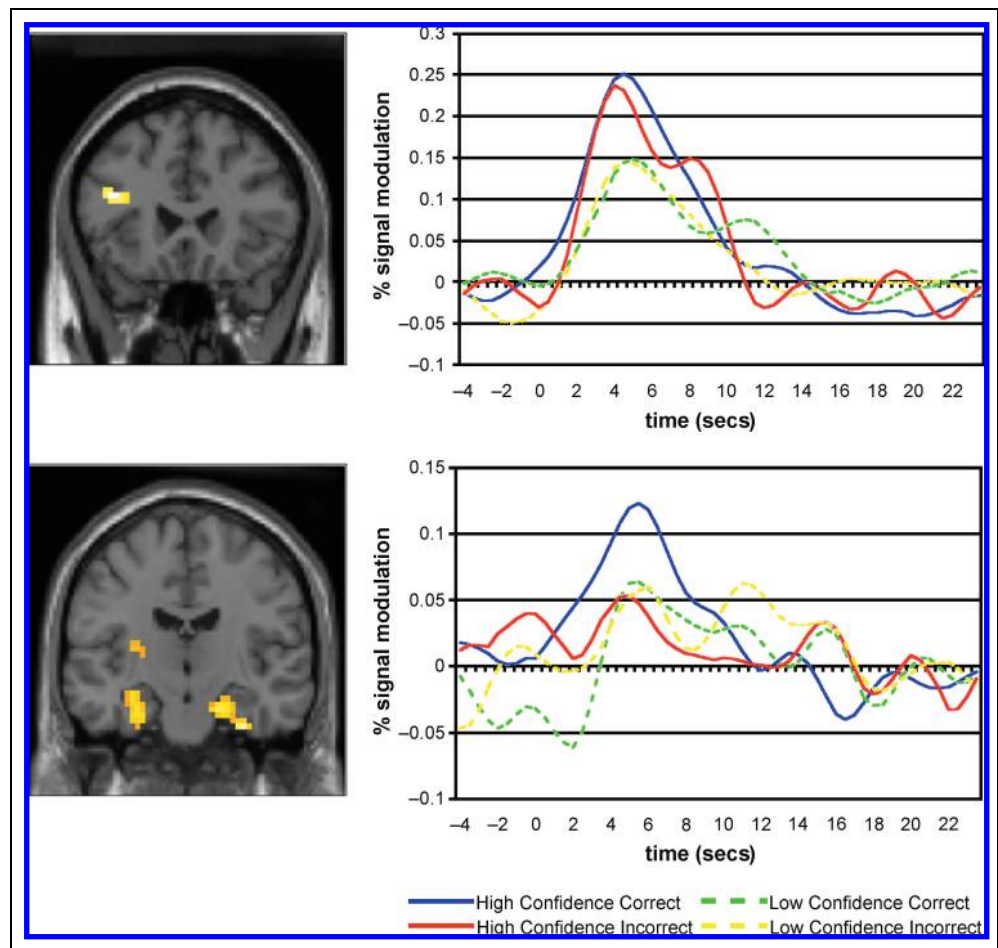 0.3
0.25
0.2
0.15
0.1
0.05
0
–0.05
–0.1
% signal modulation
–4 –2 0 2 4 6 8 10 12 14 16 18 20 22
time (secs)
0.15
0.1
0.05
0
–0.05
–0.1
% signal modulation
–4 –2 0 2 4 6 8 10 12 14 16 18 20 22
time (secs)
High Confidence Correct Low Confidence Correct
High Confidence Incorrect Low Confidence Incorrect